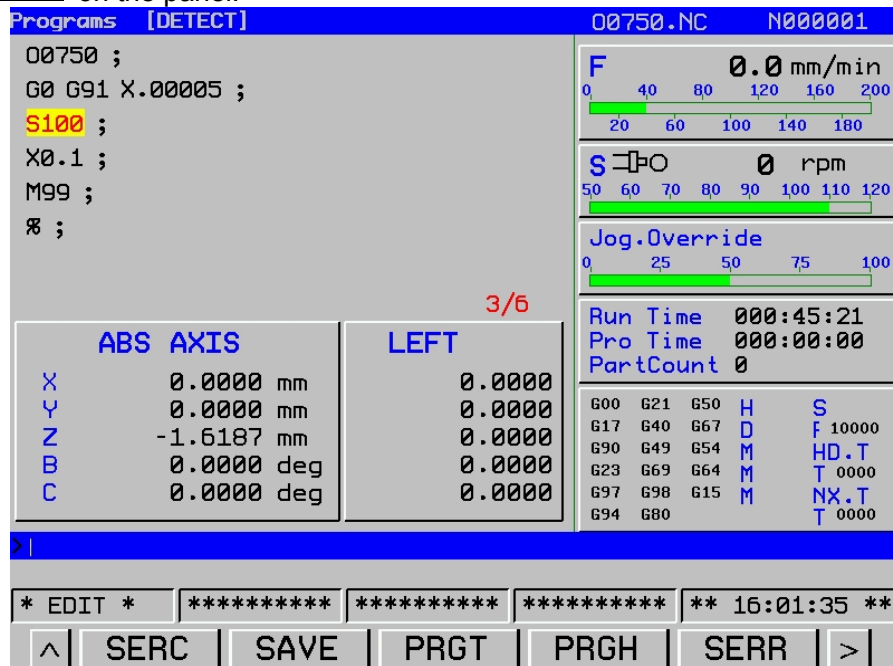 on the panel.
Programs [DETECT] O0750.NC N000001
O0750 ;
G0 G91 X.00005 ;
S100 ;
X0.1 ;
M99 ;
% ;
3/6
F 0.0 mm/min
0 40 80 120 160 200
20 60 100 140 180
S 0 rpm
50 60 70 80 90 100 110 120
Jog.Override
0 25 50 75 100
Run Time 000:45:21
Pro Time 000:00:00
PartCount 0
ABS AXIS LEFT
X 0.0000 mm 0.0000
Y 0.0000 mm 0.0000
Z -1.6187 mm 0.0000
B 0.0000 deg 0.0000
C 0.0000 deg 0.0000
G00 G21 G50 H S
G17 G40 G67 D F 10000
G90 G49 G54 M HD.T
G23 G69 G64 M T 0000
G97 G98 G15 M NX.T
G94 G80 T 0000
>
* EDIT * ********** ********** ********** ** 16:01:35 **
^ SERC SAVE PRGT PRGH SERR >